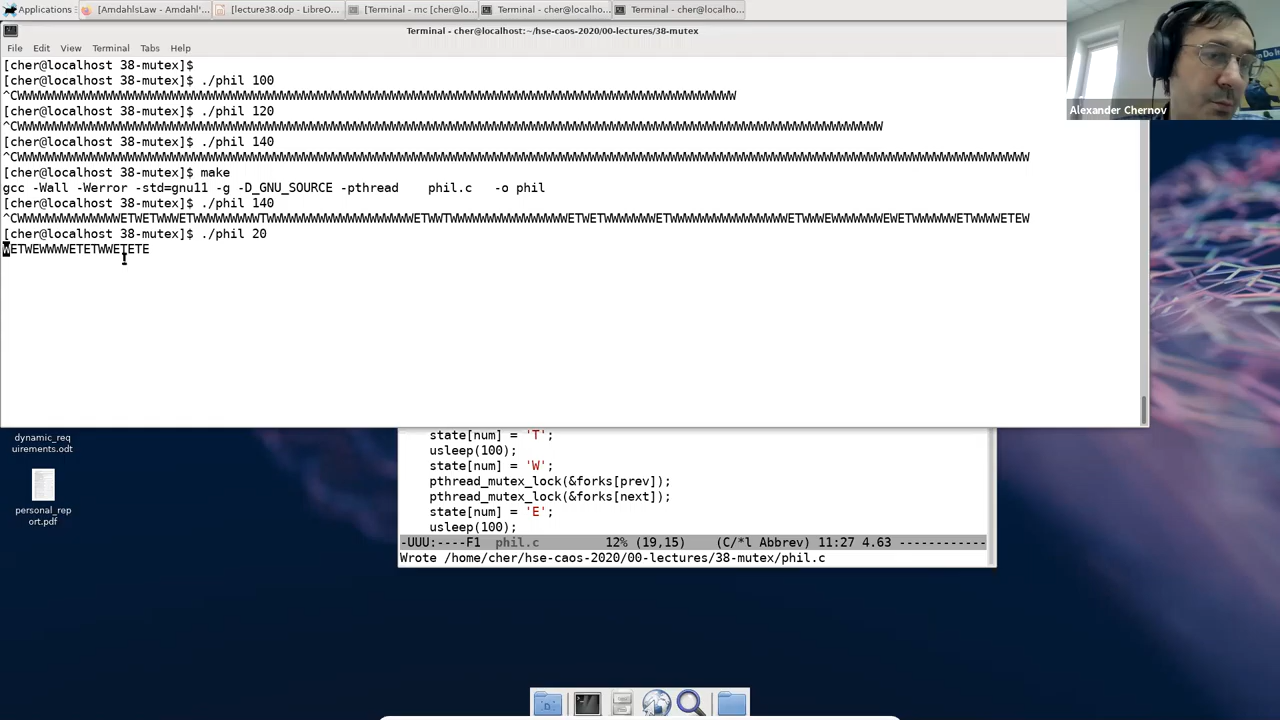 Applications
[AmdahlsLaw - Amdahl'...
[lecture38.odp - LibreO...
[Terminal - mc [cher@lo...
Terminal - cher@localho...
Terminal - cher@localho...
Terminal - cher@localho:~/hse-caos-2020/00-lectures/38-mutex
File Edit View Terminal Tabs Help
[cher@localhost 38-mutex]$
[cher@localhost 38-mutex]$ ./phil 100
^CWWWWWWWWWWWWWWWWWWWWWWWWWWWWWWWWWWWWWWWWWWWWWWWWWWWWWWWWWWWWWWWWWWWWWWWWWWWWWWWWWWWWWWWWWWWWWWWWWW
[cher@localhost 38-mutex]$ ./phil 120
^CWWWWWWWWWWWWWWWWWWWWWWWWWWWWWWWWWWWWWWWWWWWWWWWWWWWWWWWWWWWWWWWWWWWWWWWWWWWWWWWWWWWWWWWWWWWWWWWWWWWWWWWWWWWWWWWWWWWWWW
[cher@localhost 38-mutex]$ ./phil 140
^CWWWWWWWWWWWWWWWWWWWWWWWWWWWWWWWWWWWWWWWWWWWWWWWWWWWWWWWWWWWWWWWWWWWWWWWWWWWWWWWWWWWWWWWWWWWWWWWWWWWWWWWWWWWWWWWWWWWWWWWWWWWWWWWWWWWWWW
[cher@localhost 38-mutex]$ make
gcc -Wall -Werror -std=gnu11 -g -D_GNU_SOURCE -pthread phil.c -o phil
[cher@localhost 38-mutex]$ ./phil 140
^CWWWWWWWWWWWWWWETWETWWWETWWWWWWWWWTWWWWWWWWWWWWWWWWWWWWETWWTWWWWWWWWWWWWWWWWETWETWWWWWWWETWWWWWWWWWWWWWWWWETWWWEWWWWWWWEWETWWWWWWETWWWWETEW
[cher@localhost 38-mutex]$ ./phil 20
WETWEWWWWETETWWETETE
Alexander Chernov
dynamic_req
uirements.odt
personal_rep
ort.pdf
state[num] = 'T';
usleep(100);
state[num] = 'W';
pthread_mutex_lock(&forks[prev]);
pthread_mutex_lock(&forks[next]);
state[num] = 'E';
usleep(100);
-UUU:----F1 phil.c 12% (19,15) (C/*l Abbrev) 11:27 4.63 ------------
Wrote /home/cher/hse-caos-2020/00-lectures/38-mutex/phil.c